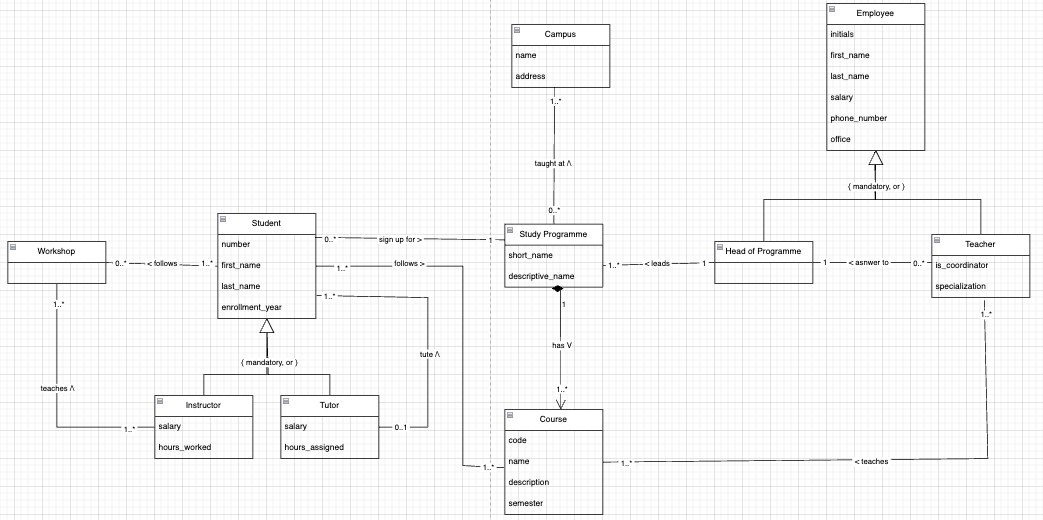 Employee
initials
first_name
last_name
salary
phone_number
office
{ mandatory, or }
Campus
name
address
1..*
taught at /\
0..*
Study Programme
short_name
descriptive_name
Student
number
first_name
last_name
enrollment_year
{ mandatory, or }
0..*
sign up for >
1
Workshop
0..*
< follows
1..*
1..*
follows >
1..*
1..*
< leads
1
Head of Programme
1
< asnwer to
0..*
Teacher
is_coordinator
specialization
1..*
1..*
tute /\
0..1
1
has V
1..*
1..*
teaches /\
1..*
Instructor
salary
hours_worked
Tutor
salary
hours_assigned
Course
code
name
description
semester
1..*
< teaches